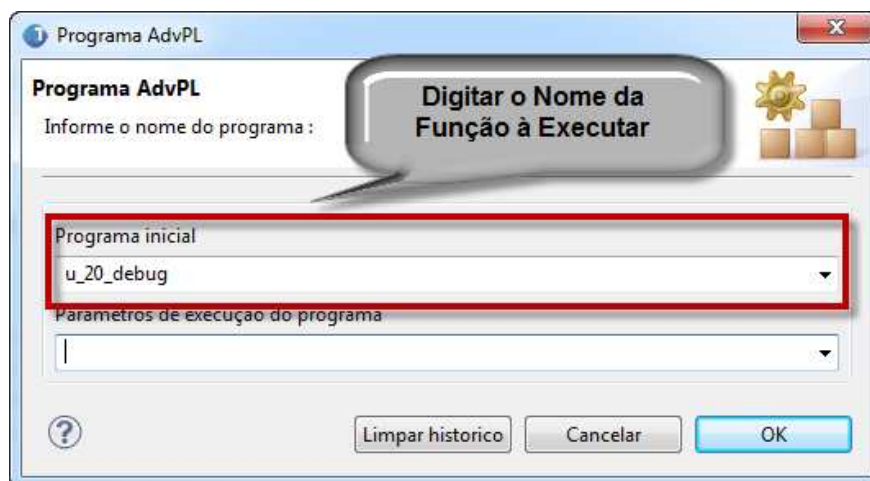 Programa AdvPL
Programa AdvPL
Informe o nome do programa :
Digitar o Nome da
Função à Executar
Programa inicial
u_20_debug
Parametros de execução do programa
Limpar historico
Cancelar
OK